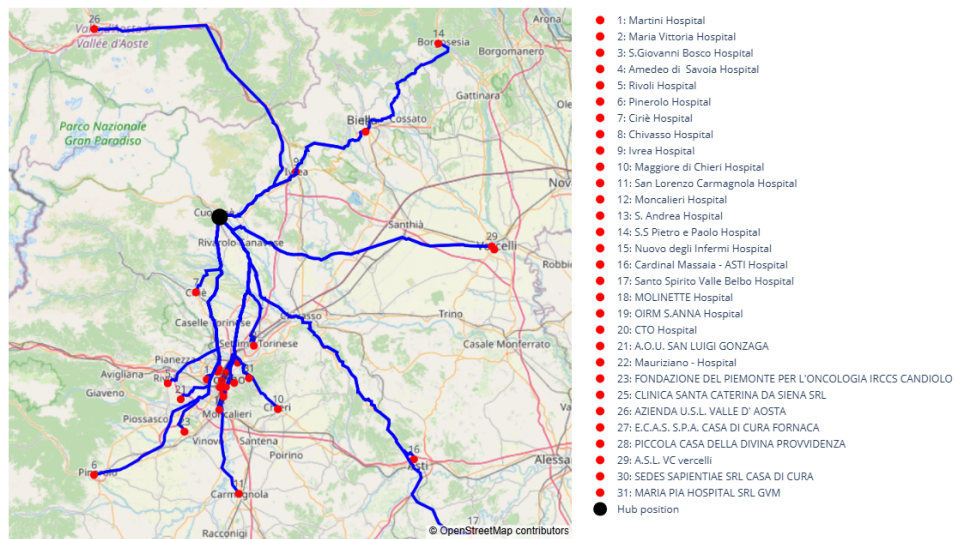 26
Vallée d'Aoste
Arona
14
Borgosesia
Borgomanero
Gattinara
Biella
Cossato
Parco Nazionale
Gran Paradiso
Ivrea
Santhià
29
Vercelli
Rivarolo Canavese
Trino
Caselle Torinese
Settimo Torinese
Casale Monferrato
Pianezza
Avigliana
Giaveno
21
10
Chieri
Moncalieri
Piossasco
Vinovo
Santena
Poirino
16
Asti
6
Pinerolo
11
Carmagnola
Racconigi
17
© OpenStreetMap contributors
1: Martini Hospital
2: Maria Vittoria Hospital
3: S.Giovanni Bosco Hospital
4: Amedeo di  Savoia Hospital
5: Rivoli Hospital
6: Pinerolo Hospital
7: Ciriè Hospital
8: Chivasso Hospital
9: Ivrea Hospital
10: Maggiore di Chieri Hospital
11: San Lorenzo Carmagnola Hospital
12: Moncalieri Hospital
13: S. Andrea Hospital
14: S.S Pietro e Paolo Hospital
15: Nuovo degli Infermi Hospital
16: Cardinal Massaia - ASTI Hospital
17: Santo Spirito Valle Belbo Hospital
18: MOLINETTE Hospital
19: OIRM S.ANNA Hospital
20: CTO Hospital
21: A.O.U. SAN LUIGI GONZAGA
22: Mauriziano - Hospital
23: FONDAZIONE DEL PIEMONTE PER L'ONCOLOGIA IRCCS CANDIOLO
25: CLINICA SANTA CATERINA DA SIENA SRL
26: AZIENDA U.S.L. VALLE D' AOSTA
27: E.C.A.S. S.P.A. CASA DI CURA FORNACA
28: PICCOLA CASA DELLA DIVINA PROVVIDENZA
29: A.S.L. VC vercelli
30: SEDES SAPIENTIAE SRL CASA DI CURA
31: MARIA PIA HOSPITAL SRL GVM
Hub position